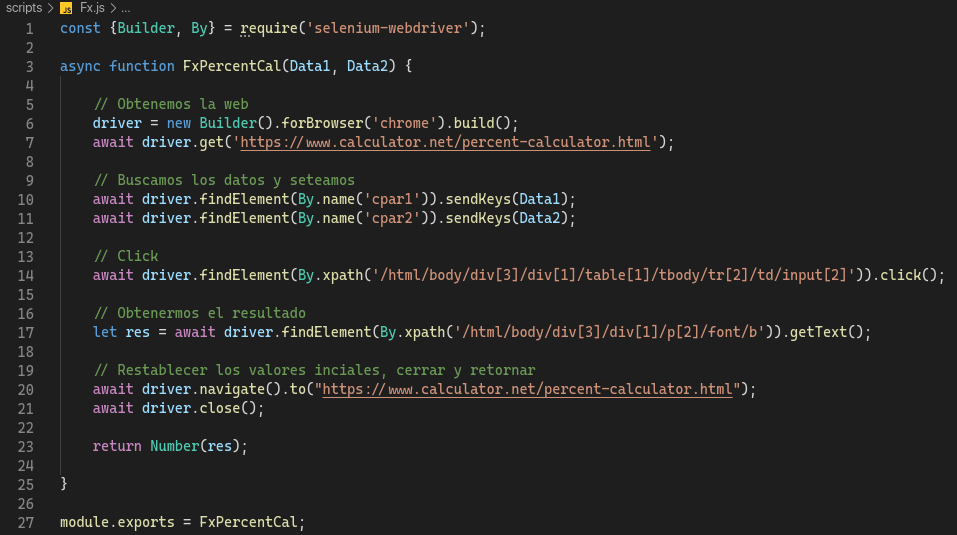 scripts > JS Fx.js > ...
1 const {Builder, By} = require('selenium-webdriver');
2
3 async function FxPercentCal(Data1, Data2) {
4
5 // Obtenemos la web
6 driver = new Builder().forBrowser('chrome').build();
7 await driver.get('https://www.calculator.net/percent-calculator.html');
8
9 // Buscamos los datos y seteamos
10 await driver.findElement(By.name('cpar1')).sendKeys(Data1);
11 await driver.findElement(By.name('cpar2')).sendKeys(Data2);
12
13 // Click
14 await driver.findElement(By.xpath('/html/body/div[3]/div[1]/table[1]/tbody/tr[2]/td/input[2]')).click();
15
16 // Obtenermos el resultado
17 let res = await driver.findElement(By.xpath('/html/body/div[3]/div[1]/p[2]/font/b')).getText();
18
19 // Restablecer los valores inciales, cerrar y retornar
20 await driver.navigate().to("https://www.calculator.net/percent-calculator.html");
21 await driver.close();
22
23 return Number(res);
24
25 }
26
27 module.exports = FxPercentCal;